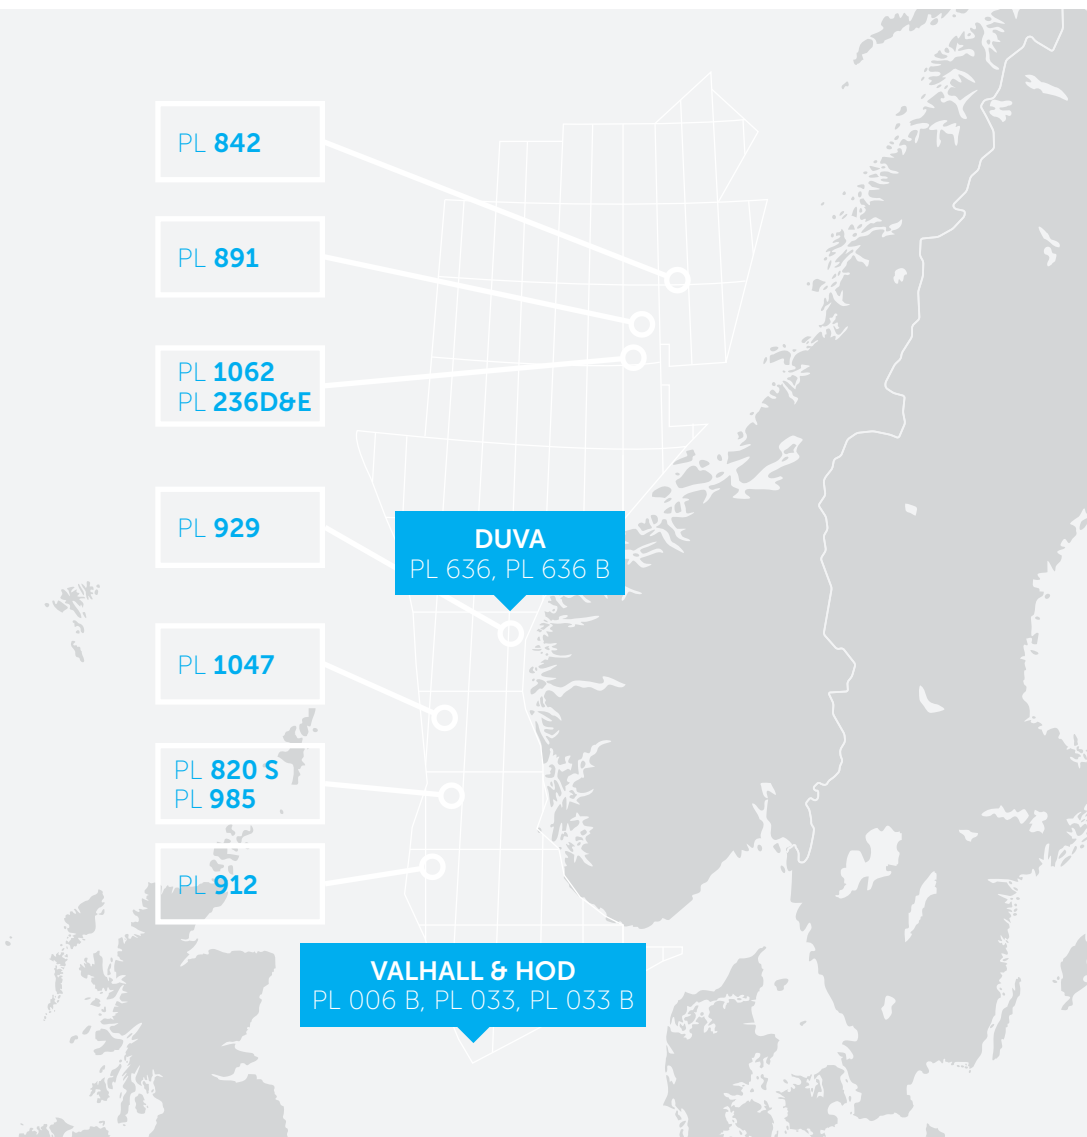 PL 842
PL 891
PL 1062
PL 236D&E
PL 929
DUVA
PL 636, PL 636 B
PL 1047
PL 820 S
PL 985
PL 912
VALHALL & HOD
PL 006 B, PL 033, PL 033 B